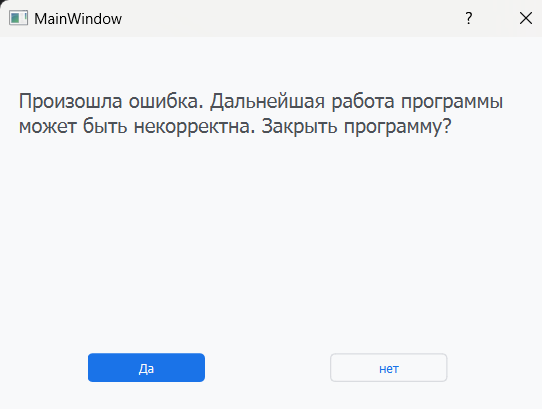 MainWindow ?
Произошла ошибка. Дальнейшая работа программы
может быть некорректна. Закрыть программу?
Да нет